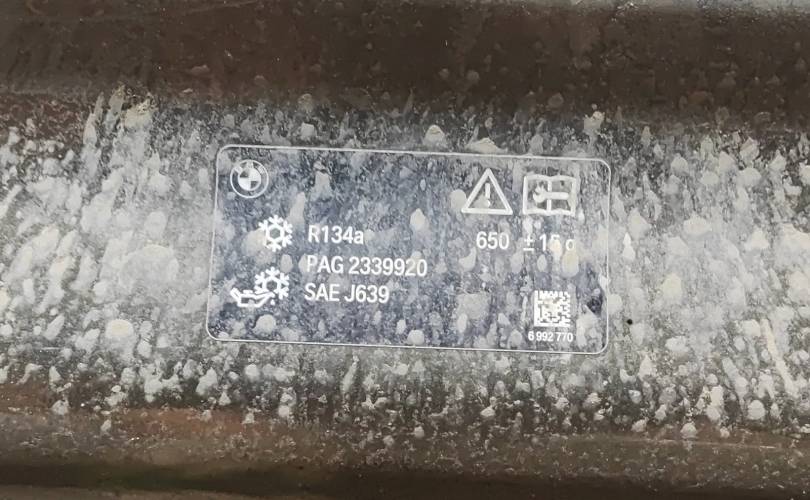 R134a
650 ± 15 g
PAG 2339920
SAE J639
6 992 770